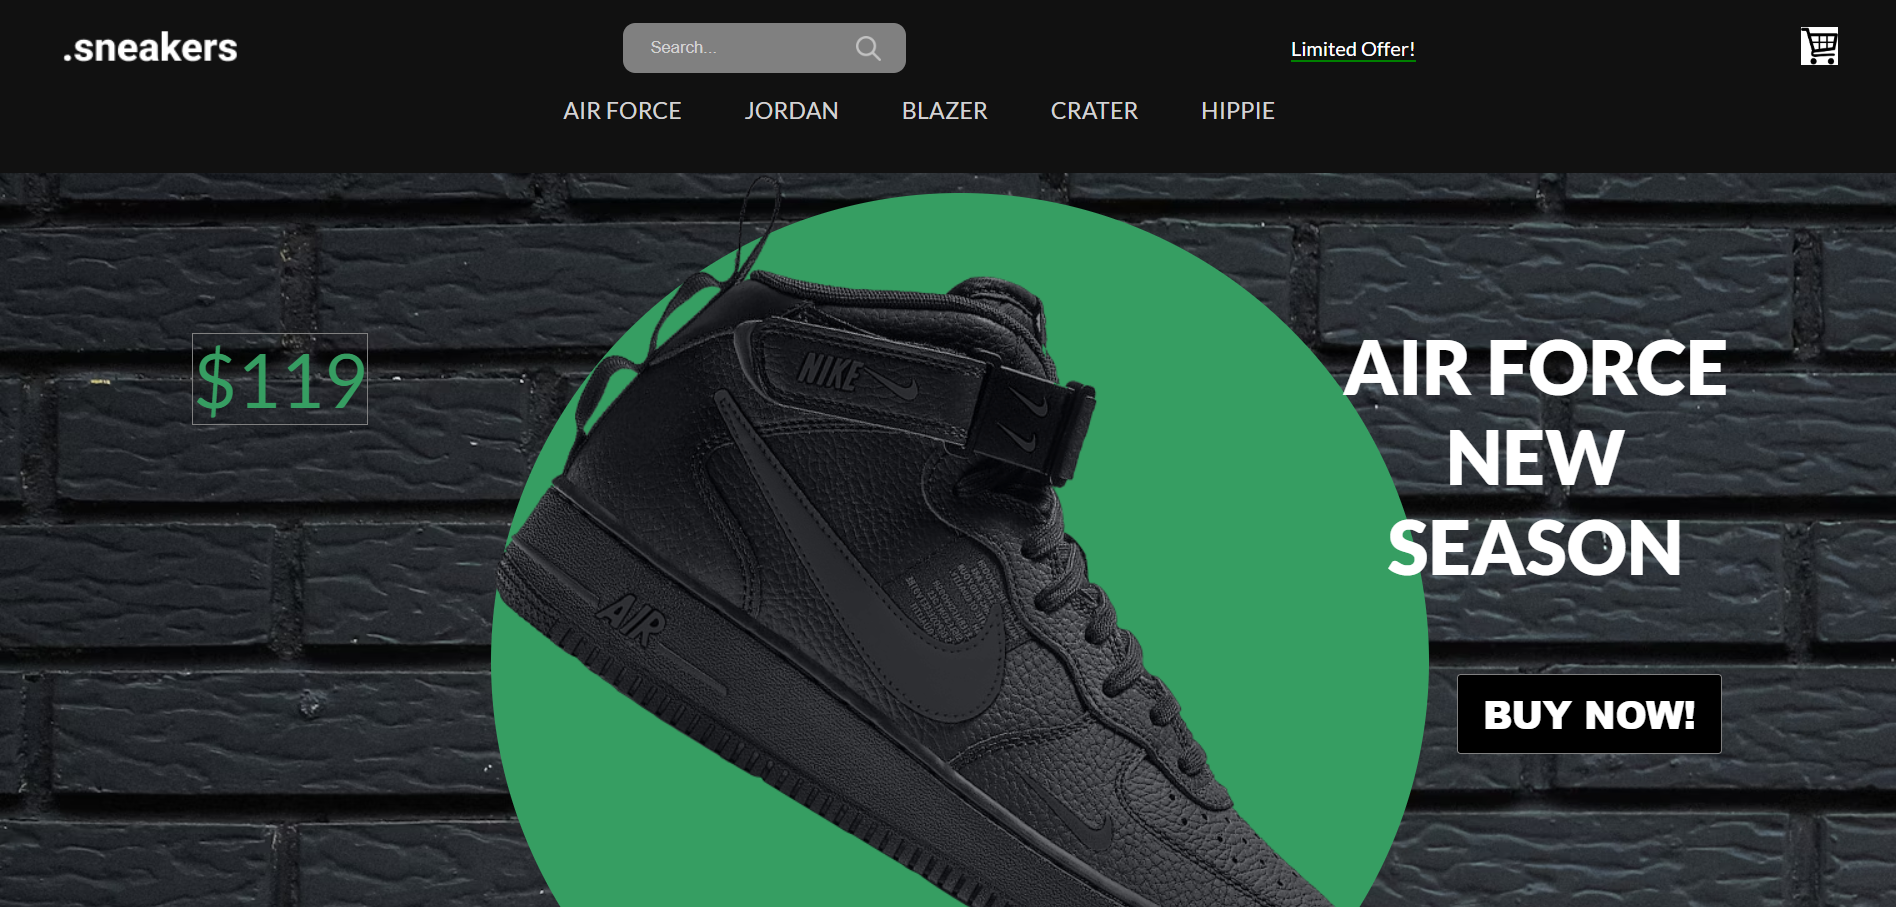 .sneakers
Search...
Limited Offer!
AIR FORCE
JORDAN
BLAZER
CRATER
HIPPIE
$119
AIR FORCE
NEW
SEASON
BUY NOW!
NIKE
AIR